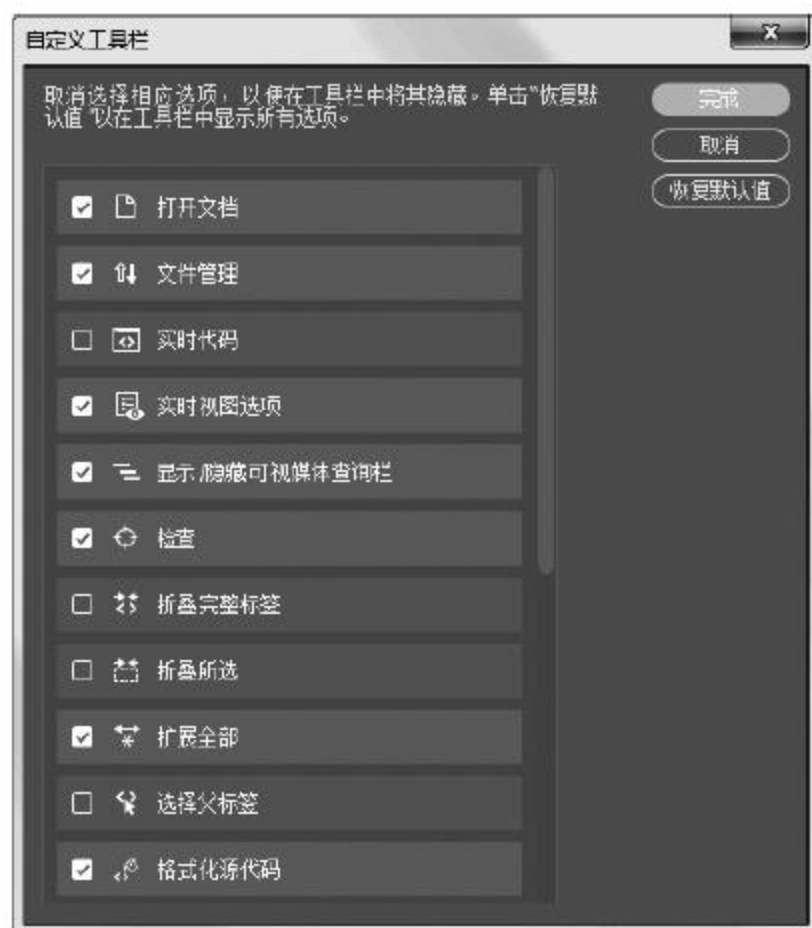 自定义工具栏
取消选择相应选项，以便在工具栏中将其隐藏。单击“恢复默
认值”以在工具栏中显示所有选项。
完成
取消
恢复默认值
打开文档
文件管理
实时代码
实时视图选项
显示/隐藏可视媒体查询栏
检查
折叠完整标签
折叠所选
扩展全部
选择父标签
格式化源代码